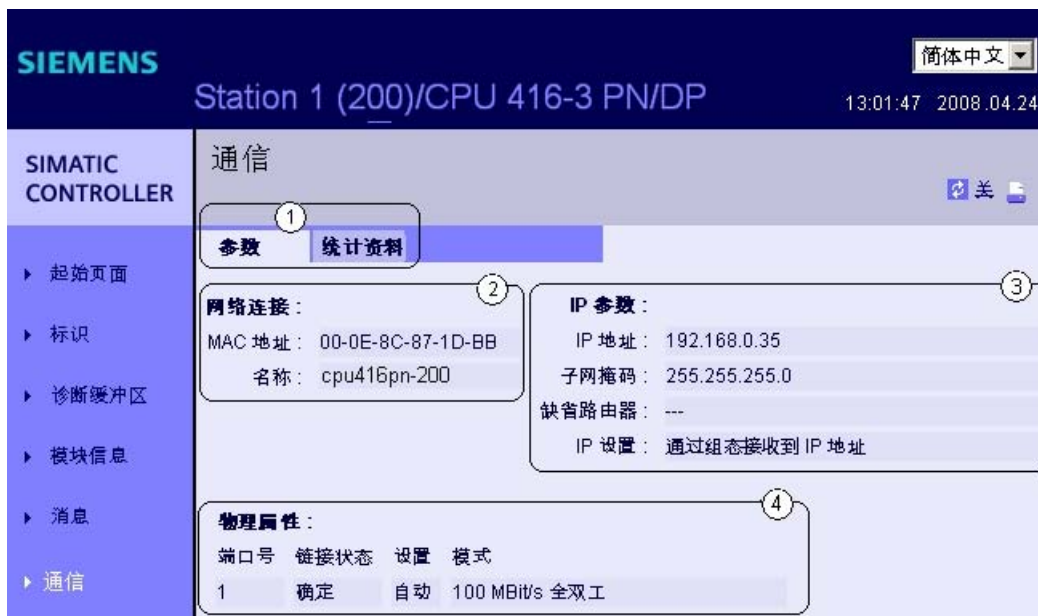 SIEMENS
简体中文
Station 1 (200)/CPU 416-3 PN/DP
13:01:47 2008.04.24
SIMATIC
CONTROLLER
通信
关
① 
参数 统计资料
起始页面
标识
诊断缓冲区
模块信息
消息
通信
②
网络连接:
MAC 地址: 00-0E-8C-87-1D-BB
名称: cpu416pn-200
③
IP 参数:
IP 地址: 192.168.0.35
子网掩码: 255.255.255.0
缺省路由器: ---
IP 设置: 通过组态接收到 IP 地址
④
物理属性:
端口号 链接状态 设置 模式
1 确定 自动 100 MBit/s 全双工